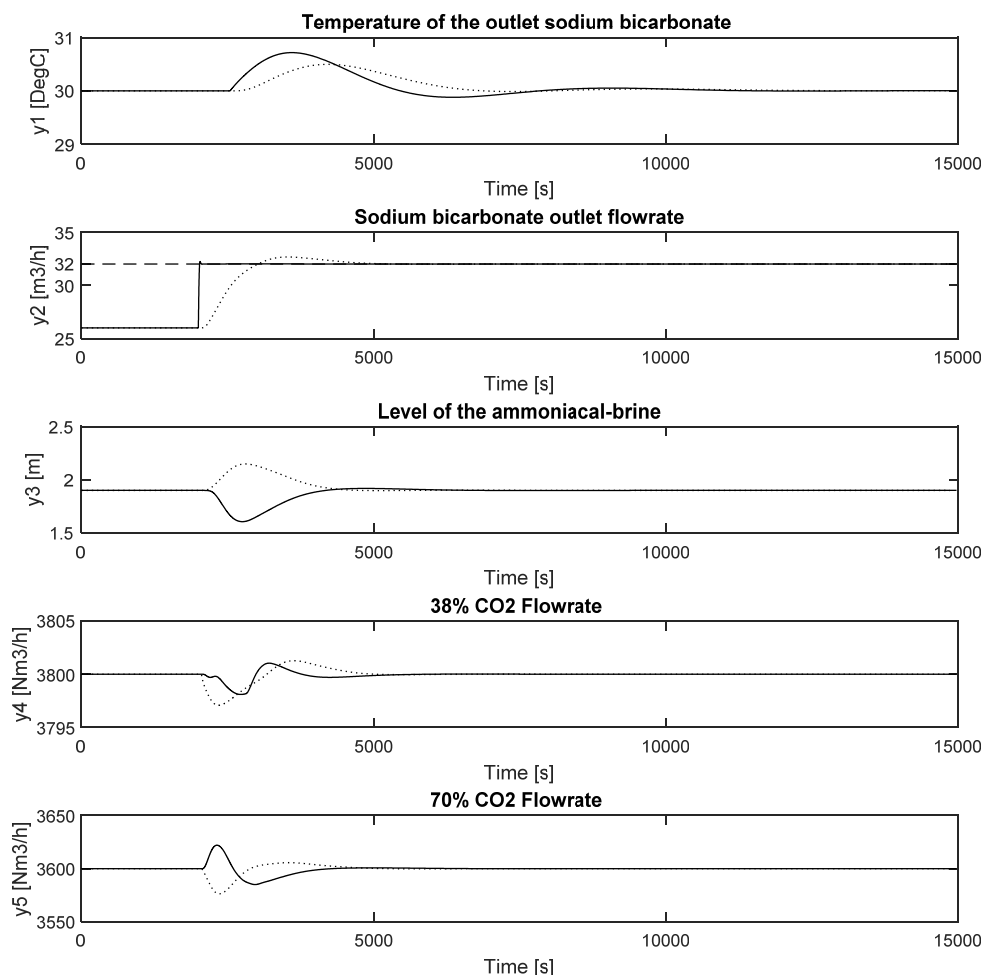 Temperature of the outlet sodium bicarbonate
y1 [DegC]
31
30
29
0 5000 10000 15000
Time [s]
Sodium bicarbonate outlet flowrate
y2 [m3/h]
35
32
30
25
0 5000 10000 15000
Time [s]
Level of the ammoniacal-brine
y3 [m]
2.5
2
1.5
0 5000 10000 15000
Time [s]
38% CO2 Flowrate
y4 [Nm3/h]
3805
3800
3795
0 5000 10000 15000
Time [s]
70% CO2 Flowrate
y5 [Nm3/h]
3650
3600
3550
0 5000 10000 15000
Time [s]